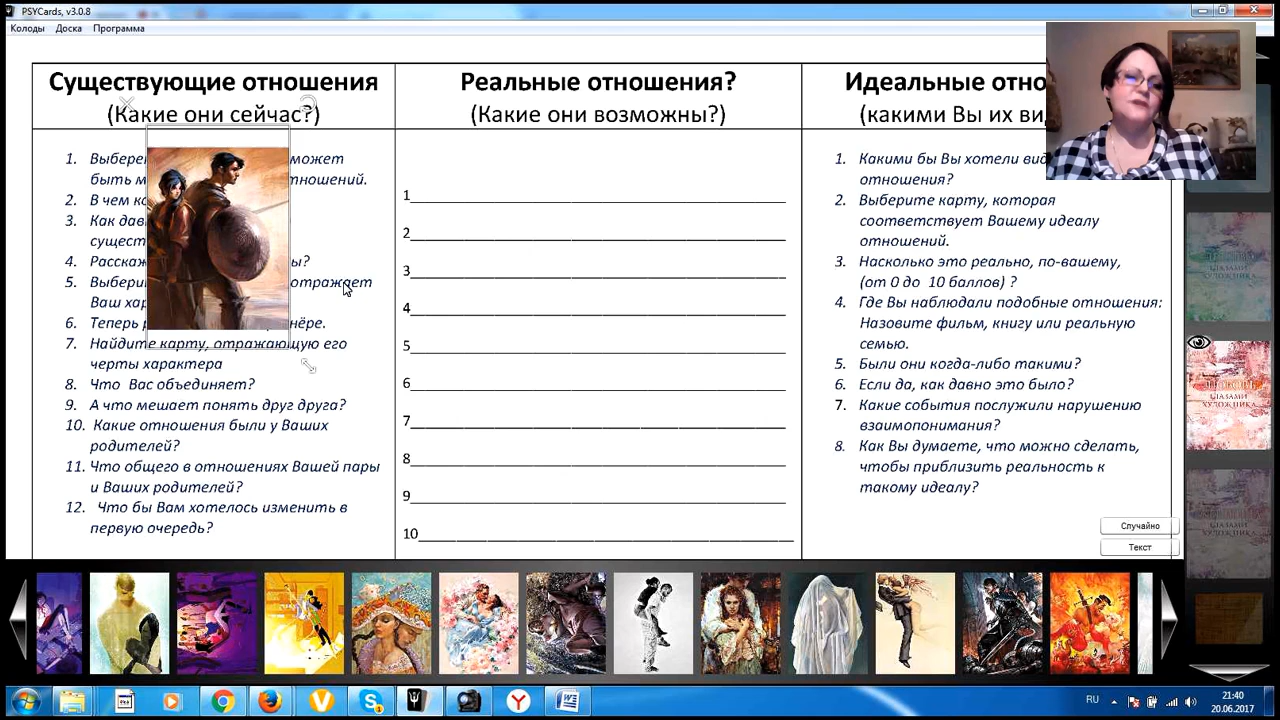 PSYCards, v3.0.8
Колоды Доска Программа
Существующие отношения
(Какие они сейчас?)
1. Выбере может
быть м тношений.
2. В чем к
3. Как дав
сущест
4. Расска ы?
5. Выбери отражает
Ваш хар
6. Теперь нёре.
7. Найдите карту, отражающую его
черты характера
8. Что Вас объединяет?
9. А что мешает понять друг друга?
10. Какие отношения были у Ваших
родителей?
11. Что общего в отношениях Вашей пары
и Ваших родителей?
12. Что бы Вам хотелось изменить в
первую очередь?
Реальные отношения?
(Какие они возможны?)
1
2
3
4
5
6
7
8
9
10
Идеальные отно
(какими Вы их ви
1. Какими бы Вы хотели вид
отношения?
2. Выберите карту, которая
соответствует Вашему идеалу
отношений.
3. Насколько это реально, по-вашему,
(от 0 до 10 баллов) ?
4. Где Вы наблюдали подобные отношения:
Назовите фильм, книгу или реальную
семью.
5. Были они когда-либо такими?
6. Если да, как давно это было?
7. Какие события послужили нарушению
взаимопонимания?
8. Как Вы думаете, что можно сделать,
чтобы приблизить реальность к
такому идеалу?
Случайно
Текст
ГЛАЗАМИ
ХУДОЖНИКА
ГЛАЗАМИ
ХУДОЖНИКА
ГЛАЗАМИ
ХУДОЖНИКА
RU
21:40
20.06.2017